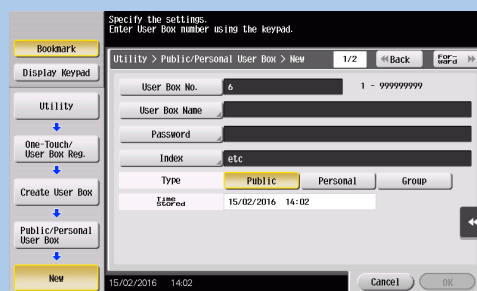 Specify the settings.
Enter User Box number using the keypad.
Bookmark
Display Keypad
Utility
One-Touch/
User Box Reg.
Create User Box
Public/Personal
User Box
New
Utility > Public/Personal User Box > New
1/2
Back
For-
ward
User Box No.
6
1 - 999999999
User Box Name
Password
Index
etc
Type
Public
Personal
Group
Time
Stored
15/02/2016 14:02
15/02/2016 14:02
Cancel
OK